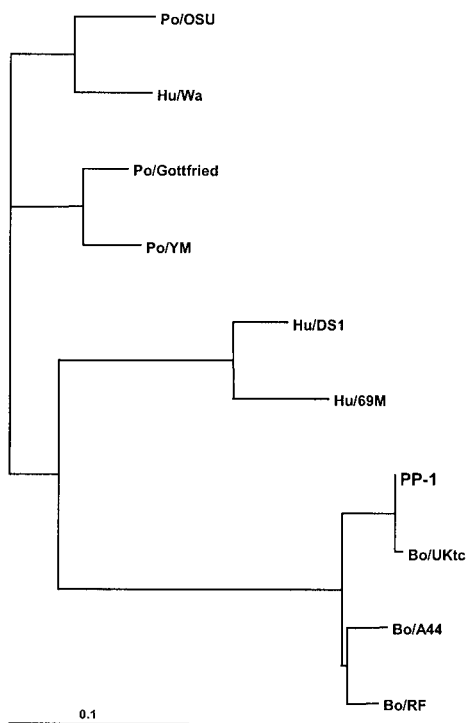 Po/OSU
Hu/Wa
Po/Gottfried
Po/YM
Hu/DS1
Hu/69M
PP-1
Bo/UKtc
Bo/A44
Bo/RF
0.1